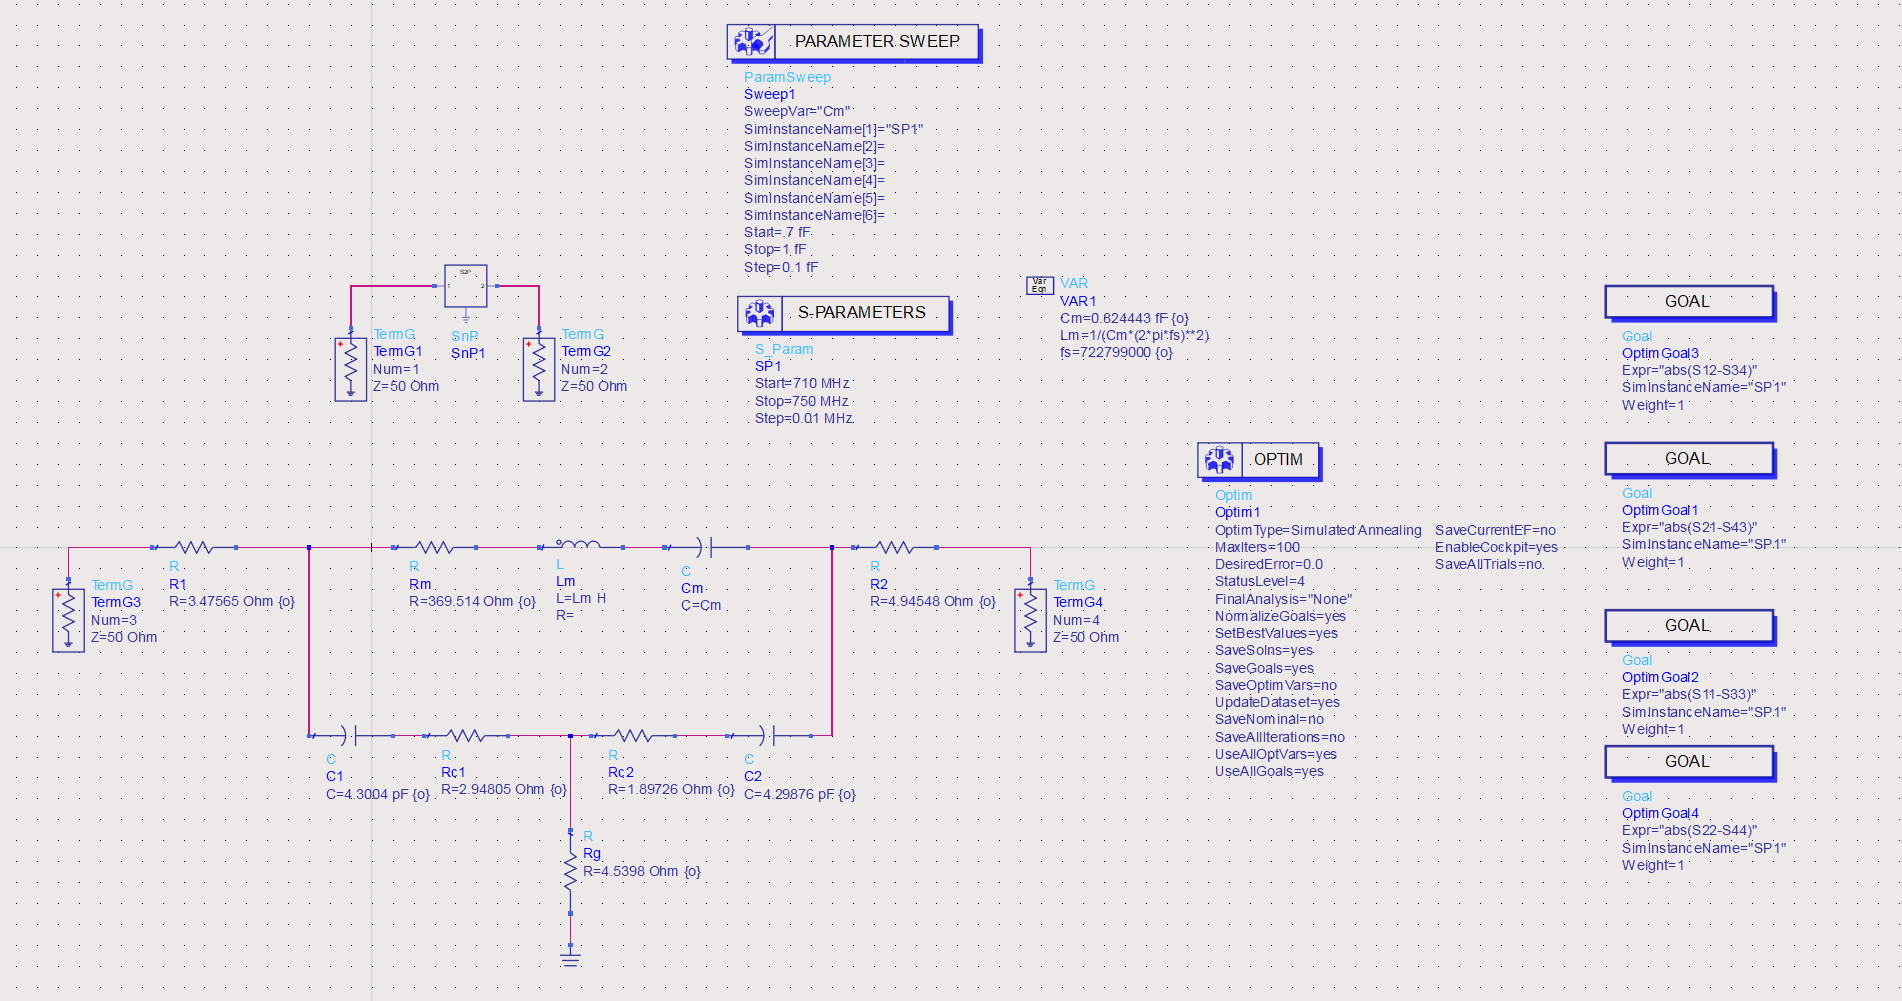 PARAMETER SWEEP
ParamSweep
Sweep1
SweepVar="Cm"
SimInstanceName[1]="SP1"
SimInstanceName[2]=
SimInstanceName[3]=
SimInstanceName[4]=
SimInstanceName[5]=
SimInstanceName[6]=
Start=.7 fF
Stop=1 fF
Step=0.1 fF
S2P
1
2
SnP
SnP1
TermG
TermG1
Num=1
Z=50 Ohm
TermG
TermG2
Num=2
Z=50 Ohm
S-PARAMETERS
S_Param
SP1
Start=710 MHz
Stop=750 MHz
Step=0.01 MHz
Var
Eqn
VAR
VAR1
Cm=0.824443 fF {o}
Lm=1/(Cm*(2*pi*fs)**2)
fs=722799000 {o}
GOAL
Goal
OptimGoal3
Expr="abs(S12-S34)"
SimInstanceName="SP1"
Weight=1
GOAL
Goal
OptimGoal1
Expr="abs(S21-S43)"
SimInstanceName="SP1"
Weight=1
OPTIM
Optim
Optim1
OptimType=Simulated Annealing
MaxIters=100
DesiredError=0.0
StatusLevel=4
FinalAnalysis="None"
NormalizeGoals=yes
SetBestValues=yes
SaveSolns=yes
SaveGoals=yes
SaveOptimVars=no
UpdateDataset=yes
SaveNominal=no
SaveAllIterations=no
UseAllOptVars=yes
UseAllGoals=yes
SaveCurrentEF=no
EnableCockpit=yes
SaveAllTrials=no
TermG
TermG3
Num=3
Z=50 Ohm
R
R1
R=3.47565 Ohm {o}
R
Rm
R=369.514 Ohm {o}
L
Lm
L=Lm H
R=
C
Cm
C=Cm
R
R2
R=4.94548 Ohm {o}
TermG
TermG4
Num=4
Z=50 Ohm
C
C1
C=4.3004 pF {o}
R
Rc1
R=2.94805 Ohm {o}
R
Rc2
R=1.89726 Ohm {o}
C
C2
C=4.29876 pF {o}
R
Rg
R=4.5398 Ohm {o}
GOAL
Goal
OptimGoal2
Expr="abs(S11-S33)"
SimInstanceName="SP1"
Weight=1
GOAL
Goal
OptimGoal4
Expr="abs(S22-S44)"
SimInstanceName="SP1"
Weight=1